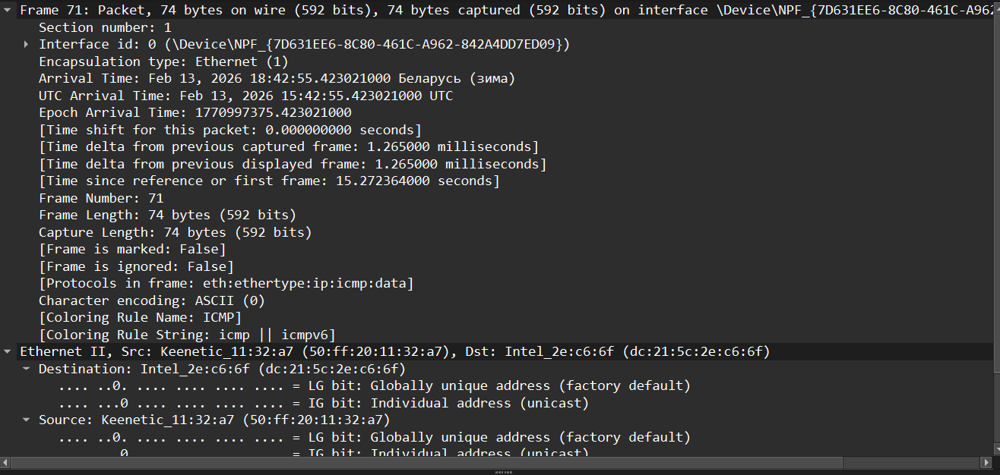 Frame 71: Packet, 74 bytes on wire (592 bits), 74 bytes captured (592 bits) on interface \Device\NPF_{7D631EE6-8C80-461C-A962
Section number: 1
Interface id: 0 (\Device\NPF_{7D631EE6-8C80-461C-A962-842A4DD7ED09})
Encapsulation type: Ethernet (1)
Arrival Time: Feb 13, 2026 18:42:55.423021000 Беларусь (зима)
UTC Arrival Time: Feb 13, 2026 15:42:55.423021000 UTC
Epoch Arrival Time: 1770997375.423021000
[Time shift for this packet: 0.000000000 seconds]
[Time delta from previous captured frame: 1.265000 milliseconds]
[Time delta from previous displayed frame: 1.265000 milliseconds]
[Time since reference or first frame: 15.272364000 seconds]
Frame Number: 71
Frame Length: 74 bytes (592 bits)
Capture Length: 74 bytes (592 bits)
[Frame is marked: False]
[Frame is ignored: False]
[Protocols in frame: eth:ethertype:ip:icmp:data]
Character encoding: ASCII (0)
[Coloring Rule Name: ICMP]
[Coloring Rule String: icmp || icmpv6]
Ethernet II, Src: Keenetic_11:32:a7 (50:ff:20:11:32:a7), Dst: Intel_2e:c6:6f (dc:21:5c:2e:c6:6f)
Destination: Intel_2e:c6:6f (dc:21:5c:2e:c6:6f)
.... ..0. .... .... .... .... = LG bit: Globally unique address (factory default)
.... ...0 .... .... .... .... = IG bit: Individual address (unicast)
Source: Keenetic_11:32:a7 (50:ff:20:11:32:a7)
.... ..0. .... .... .... .... = LG bit: Globally unique address (factory default)
0 = IG bit: Individual address (unicast)